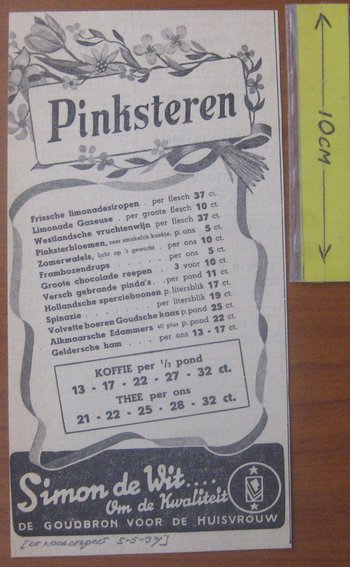 Pinksteren
10CM
Frissche limonadesiropen . per flesch 37 ct.
Limonade Gazeuse . per groote flesch 10 ct.
Westlandsche vruchtenwijn per flesch 37 ct.
Pinksterbloemen, zeer smakelijk koekje, p. ons 5 ct.
Zomerwafels, licht op 't gewicht . per ons 10 ct.
Frambozendrups . . per ons 5 ct.
Groote chocolade reepen . 3 voor 10 ct.
Versch gebrande pinda's . per pond 11 ct.
Hollandsche spercieboonen p. litersblik 17 ct.
Spinazie . . . per litersblik 19 ct.
Volvette boeren Goudsche kaas p. pond 25 ct.
Alkmaarsche Edammers 40 plus p. pond 22 ct.
Geldersche ham . . . per ons 13 - 17 ct.
KOFFIE per 1/2 pond
13 - 17 - 22 - 27 - 32 ct.
THEE per ons
21 - 22 - 25 - 28 - 32 ct.
Simon de Wit....
Om de Kwaliteit
DE GOUDBRON VOOR DE HUISVROUW
5-5-39]